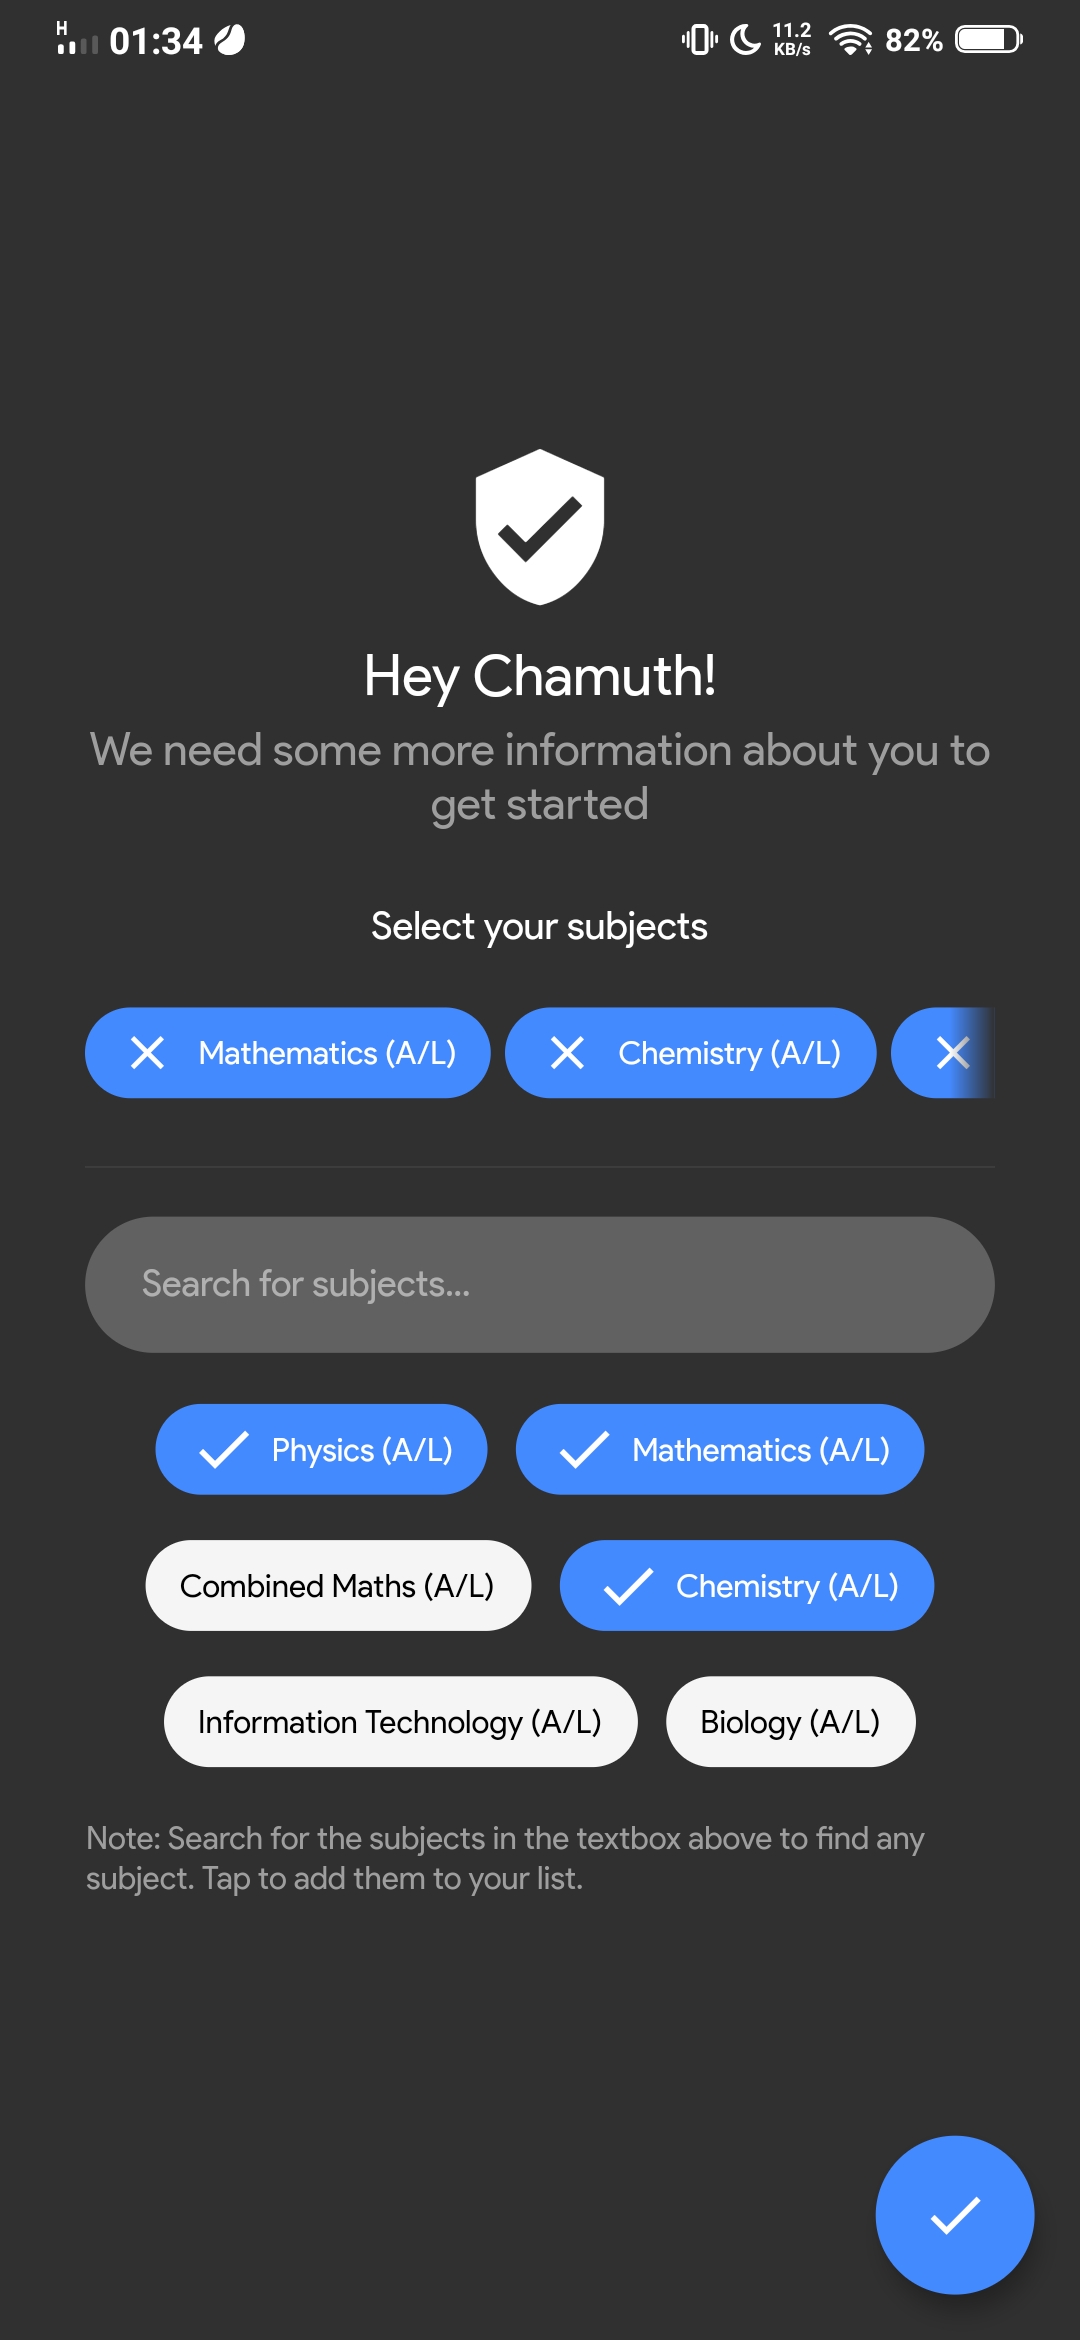 H
01:34
11.2
KB/s
82%
Hey Chamuth!
We need some more information about you to
get started
Select your subjects
Mathematics (A/L) Chemistry (A/L)
Search for subjects...
Physics (A/L) Mathematics (A/L)
Combined Maths (A/L) Chemistry (A/L)
Information Technology (A/L) Biology (A/L)
Note: Search for the subjects in the textbox above to find any
subject. Tap to add them to your list.